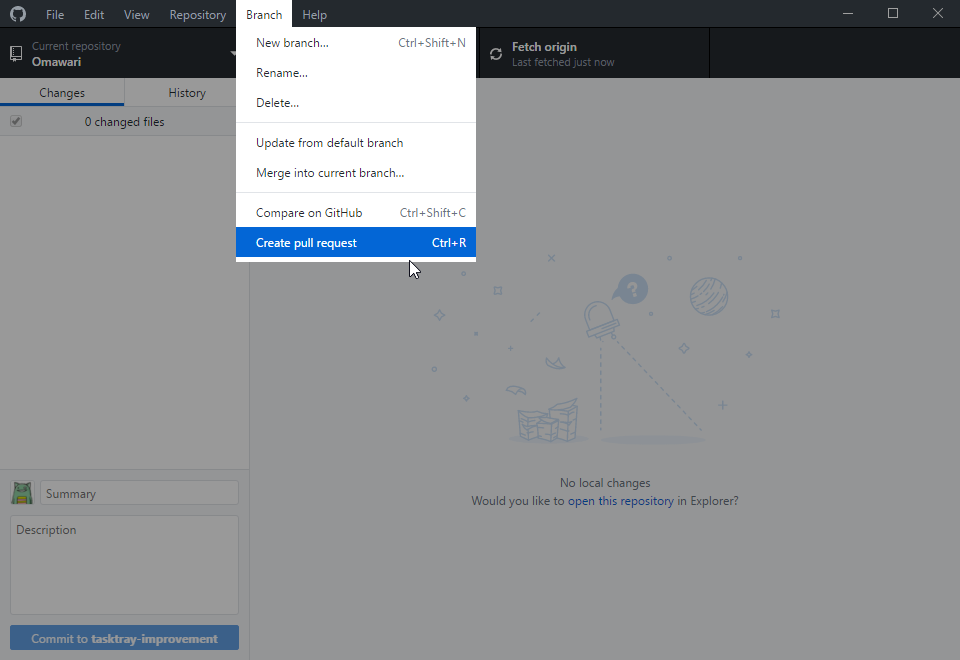 File Edit View Repository Branch Help
Current repository
Omawari
Fetch origin
Last fetched just now
New branch... Ctrl+Shift+N
Rename...
Delete...
Update from default branch
Merge into current branch...
Compare on GitHub Ctrl+Shift+C
Create pull request Ctrl+R
Changes History
0 changed files
?
No local changes
Would you like to open this repository in Explorer?
Summary
Description
Commit to tasktray-improvement